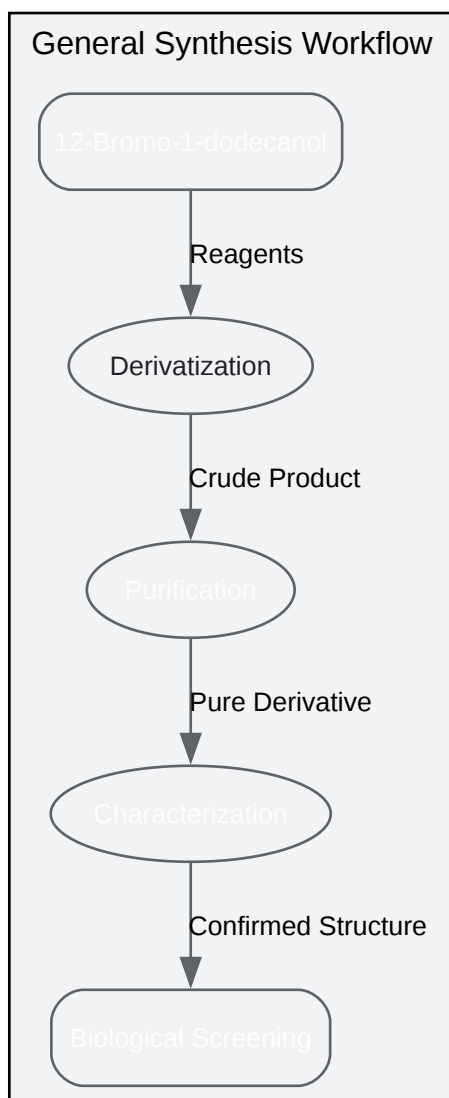 General Synthesis Workflow
12-Bromo-1-dodecanol
Reagents
Derivatization
Crude Product
Purification
Pure Derivative
Characterization
Confirmed Structure
Biological Screening